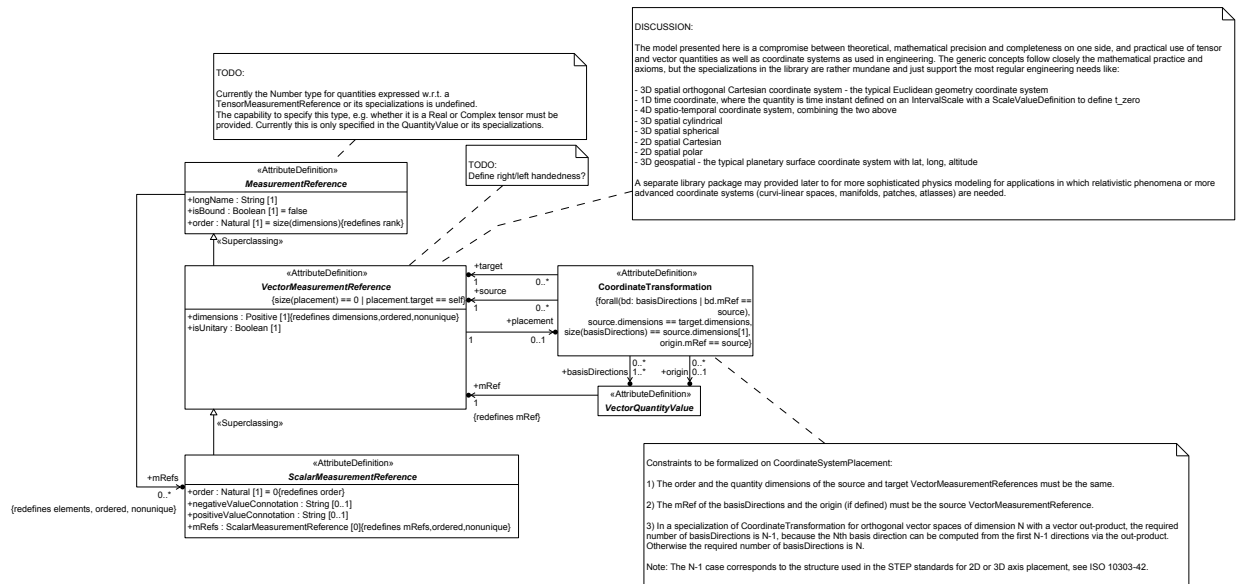 DISCUSSION:
The model presented here is a compromise between theoretical, mathematical precision and completeness on one side, and practical use of tensor
and vector quantities as well as coordinate systems as used in engineering. The generic concepts follow closely the mathematical practice and
axioms, but the specializations in the library are rather mundane and just support the most regular engineering needs like:
- 3D spatial orthogonal Cartesian coordinate system - the typical Euclidean geometry coordinate system
- 1D time coordinate, where the quantity is time instant defined on an IntervalScale with a ScaleValueDefinition to define t_zero
- 4D spatio-temporal coordinate system, combining the two above
- 3D spatial cylindrical
- 3D spatial spherical
- 2D spatial Cartesian
- 2D spatial polar
- 3D geospatial - the typical planetary surface coordinate system with lat, long, altitude
A separate library package may provided later to for more sophisticated physics modeling for applications in which relativistic phenomena or more
advanced coordinate systems (curvi-linear spaces, manifolds, patches, atlasses) are needed.
TODO:
Currently the Number type for quantities expressed w.r.t. a
TensorMeasurementReference or its specializations is undefined.
The capability to specify this type, e.g. whether it is a Real or Complex tensor must be
provided. Currently this is only specified in the QuantityValue or its specializations.
TODO:
Define right/left handedness?
«AttributeDefinition»
MeasurementReference
+longName : String [1]
+isBound : Boolean [1] = false
+order : Natural [1] = size(dimensions){redefines rank}
«Superclassing»
«AttributeDefinition»
VectorMeasurementReference
{size(placement) == 0 | placement.target == self}
+dimensions : Positive [1]{redefines dimensions,ordered,nonunique}
+isUnitary : Boolean [1]
+target
1
0..*
+source
1
0..*
+placement
1
0..1
«AttributeDefinition»
CoordinateTransformation
{forall(bd: basisDirections | bd.mRef ==
source),
source.dimensions == target.dimensions,
size(basisDirections) == source.dimensions[1],
origin.mRef == source}
0..*
0..*
+basisDirections
1..*
+origin
0..1
+mRef
1
{redefines mRef}
«AttributeDefinition»
VectorQuantityValue
«Superclassing»
«AttributeDefinition»
ScalarMeasurementReference
+order : Natural [1] = 0{redefines order}
+negativeValueConnotation : String [0..1]
+positiveValueConnotation : String [0..1]
+mRefs : ScalarMeasurementReference [0]{redefines mRefs,ordered,nonunique}
+mRefs
0..*
{redefines elements, ordered, nonunique}
Constraints to be formalized on CoordinateSystemPlacement:
1) The order and the quantity dimensions of the source and target VectorMeasurementReferences must be the same.
2) The mRef of the basisDirections and the origin (if defined) must be the source VectorMeasurementReference.
3) In a specialization of CoordinateTransformation for orthogonal vector spaces of dimension N with a vector out-product, the required
number of basisDirections is N-1, because the Nth basis direction can be computed from the first N-1 directions via the out-product.
Otherwise the required number of basisDirections is N.
Note: The N-1 case corresponds to the structure used in the STEP standards for 2D or 3D axis placement, see ISO 10303-42.